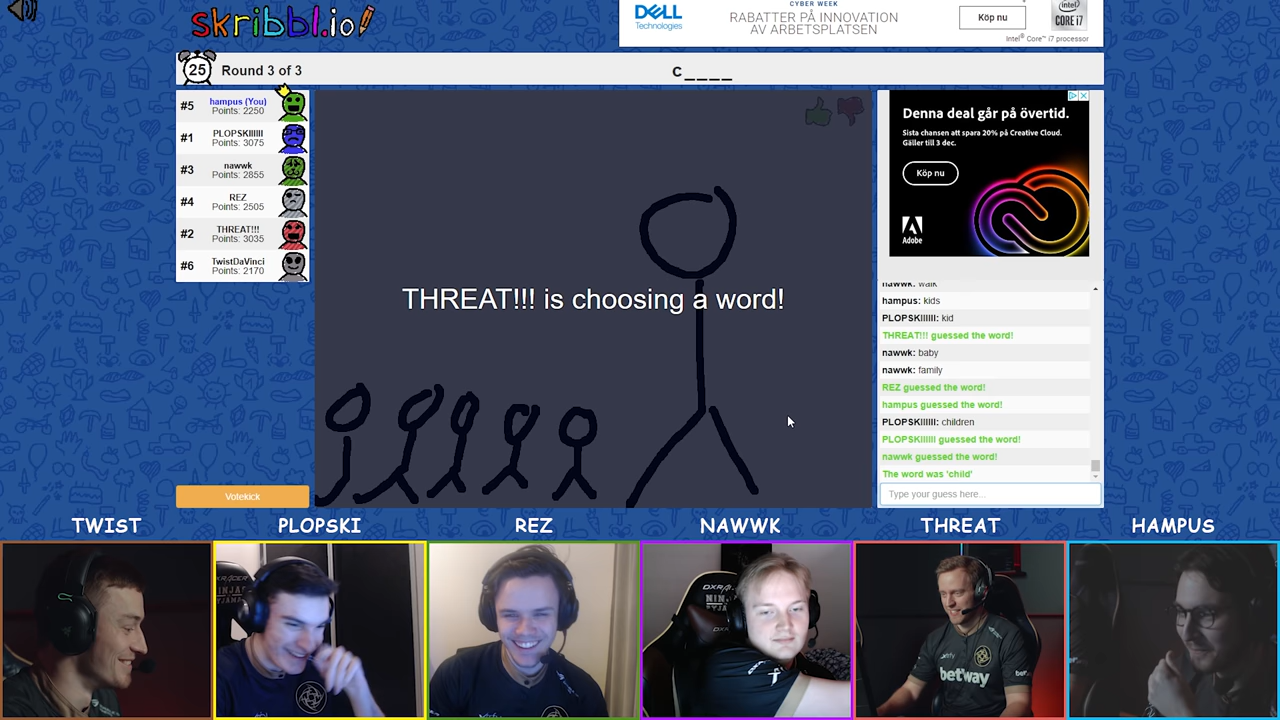 skribbl.io
DELL
Technologies
CYBER WEEK
RABATTER PÅ INNOVATION
AV ARBETSPLATSEN
Köp nu
intel
CORE i7
Intel® Core™ i7 processor
25
Round 3 of 3
c____
#5
hampus (You)
Points: 2250
#1
PLOPSKIIIIII
Points: 3075
#3
nawwk
Points: 2855
#4
REZ
Points: 2505
#2
THREAT!!!
Points: 3035
#6
TwistDaVinci
Points: 2170
Votekick
THREAT!!! is choosing a word!
Denna deal går på övertid.
Sista chansen att spara 20% på Creative Cloud.
Gäller till 3 dec.
Köp nu
Adobe
nawwk: walk
hampus: kids
PLOPSKIIIIII: kid
THREAT!!! guessed the word!
nawwk: baby
nawwk: family
REZ guessed the word!
hampus guessed the word!
PLOPSKIIIIII: children
PLOPSKIIIIII guessed the word!
nawwk guessed the word!
The word was 'child'
Type your guess here...
TWIST
PLOPSKI
REZ
NAWWK
THREAT
HAMPUS
betway